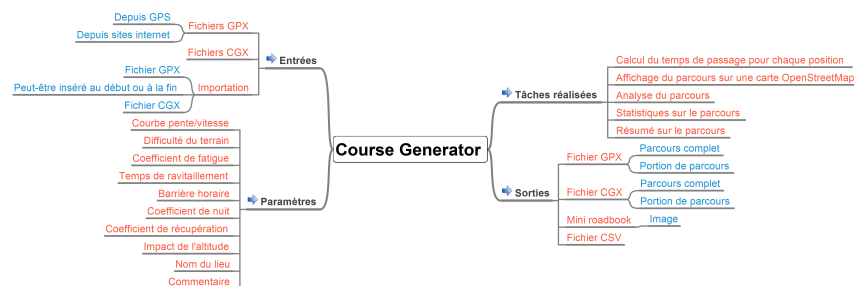 Depuis GPS
Depuis sites internet
Fichiers GPX
Fichiers CGX
Entrées
Fichier GPX
Peut-être inséré au début ou à la fin
Fichier CGX
Importation
Courbe pente/vitesse
Difficulté du terrain
Coefficient de fatigue
Temps de ravitaillement
Barrière horaire
Coefficient de nuit
Coefficient de récupération
Impact de l'altitude
Nom du lieu
Commentaire
Paramètres
Course Generator
Tâches réalisées
Calcul du temps de passage pour chaque position
Affichage du parcours sur une carte OpenStreetMap
Analyse du parcours
Statistiques sur le parcours
Résumé sur le parcours
Sorties
Fichier GPX
Parcours complet
Portion de parcours
Fichier CGX
Parcours complet
Portion de parcours
Mini roadbook
Image
Fichier CSV